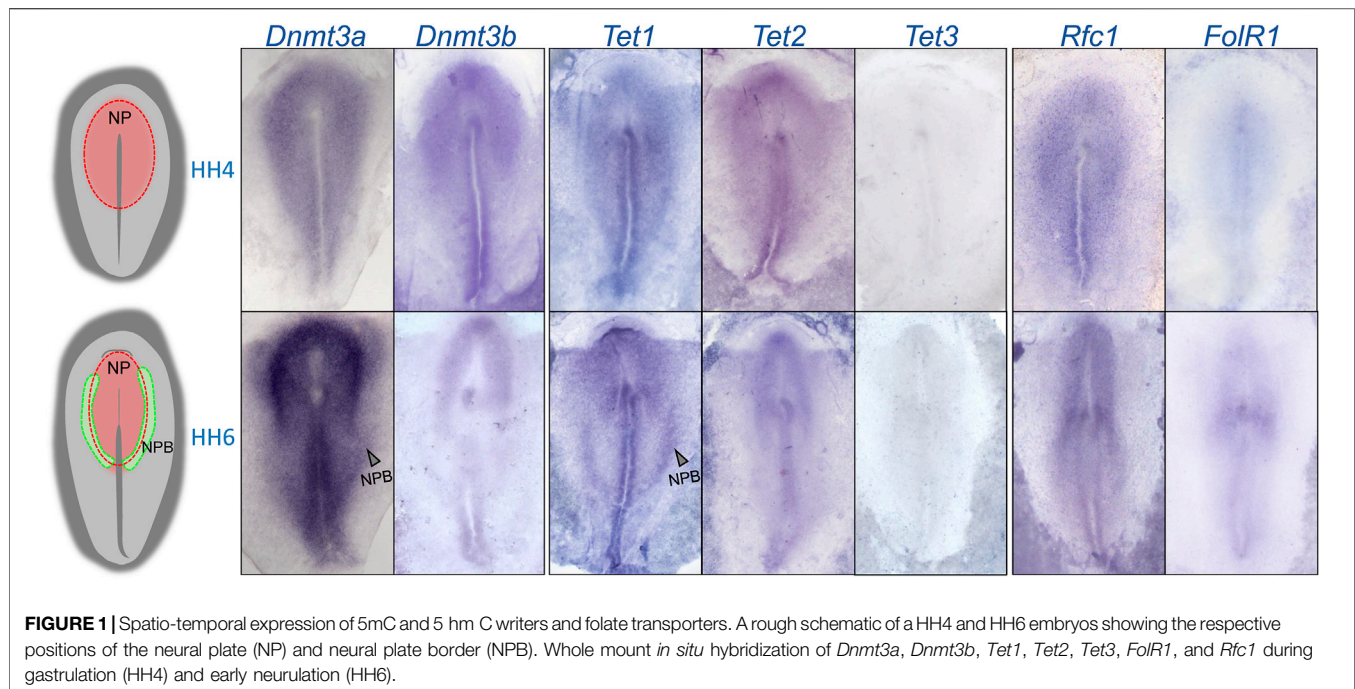 Dnmt3a Dnmt3b Tet1 Tet2 Tet3 Rfc1 FolR1
NP
HH4
NP
NPB
HH6
NPB
NPB
FIGURE 1 | Spatio-temporal expression of 5mC and 5 hm C writers and folate transporters. A rough schematic of a HH4 and HH6 embryos showing the respective
positions of the neural plate (NP) and neural plate border (NPB). Whole mount in situ hybridization of Dnmt3a, Dnmt3b, Tet1, Tet2, Tet3, FolR1, and Rfc1 during
gastrulation (HH4) and early neurulation (HH6).